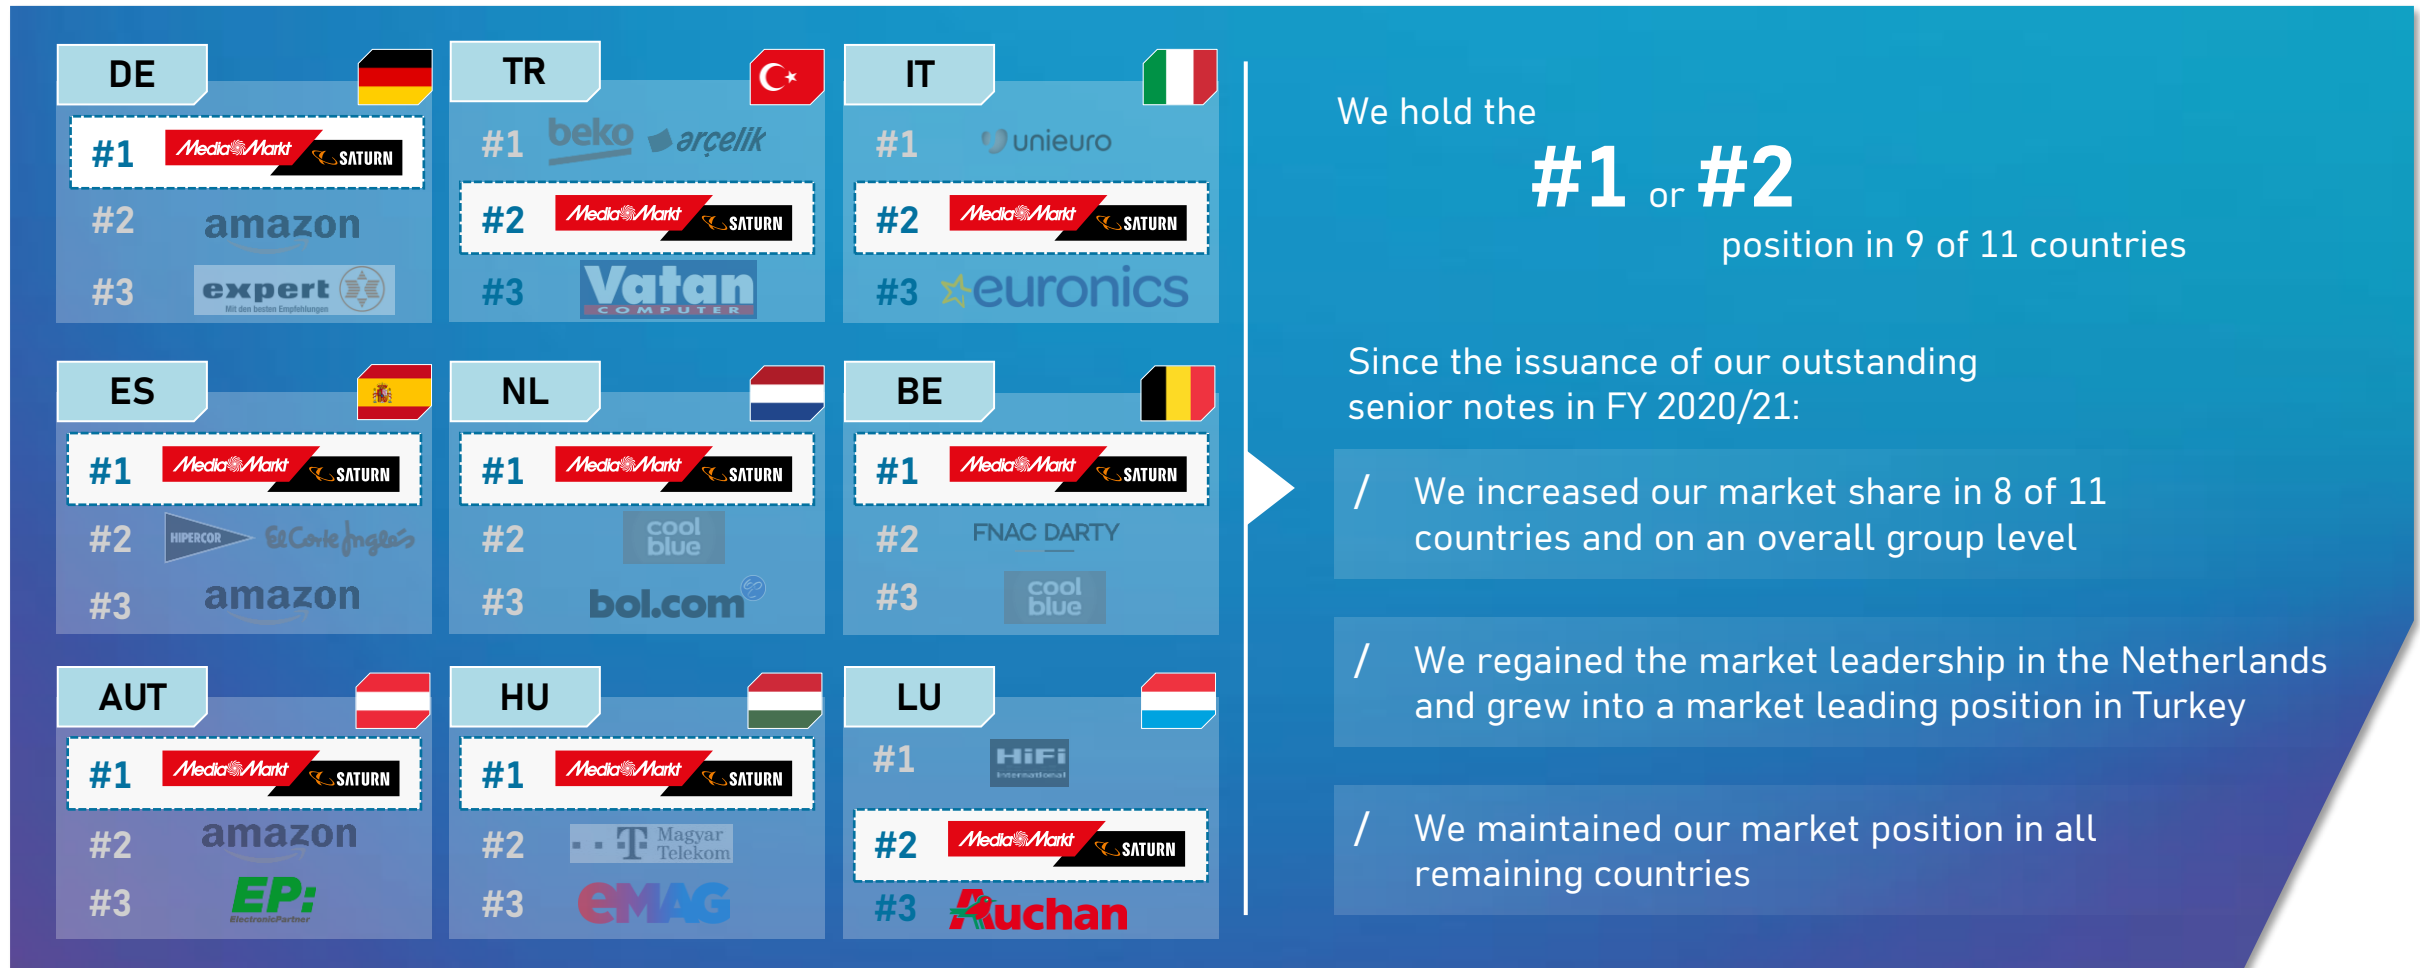 DE
#1 MediaMarkt SATURN
#2 amazon
#3 expert
Mit den besten Empfehlungen
TR
#1 beko arçelik
#2 MediaMarkt SATURN
#3 Vatan
COMPUTER
IT
#1 unieuro
#2 MediaMarkt SATURN
#3 euronics
ES
#1 MediaMarkt SATURN
#2 HIPERCOR El Corte Inglés
#3 amazon
NL
#1 MediaMarkt SATURN
#2 cool
blue
#3 bol.com
BE
#1 MediaMarkt SATURN
#2 FNAC DARTY
#3 cool
blue
AUT
#1 MediaMarkt SATURN
#2 amazon
#3 EP:
ElectronicPartner
HU
#1 MediaMarkt SATURN
#2 T Magyar
Telekom
#3 eMAG
LU
#1 HiFi
International
#2 MediaMarkt SATURN
#3 Auchan
We hold the
#1 or #2
position in 9 of 11 countries
Since the issuance of our outstanding
senior notes in FY 2020/21:
/ We increased our market share in 8 of 11
countries and on an overall group level
/ We regained the market leadership in the Netherlands
and grew into a market leading position in Turkey
/ We maintained our market position in all
remaining countries